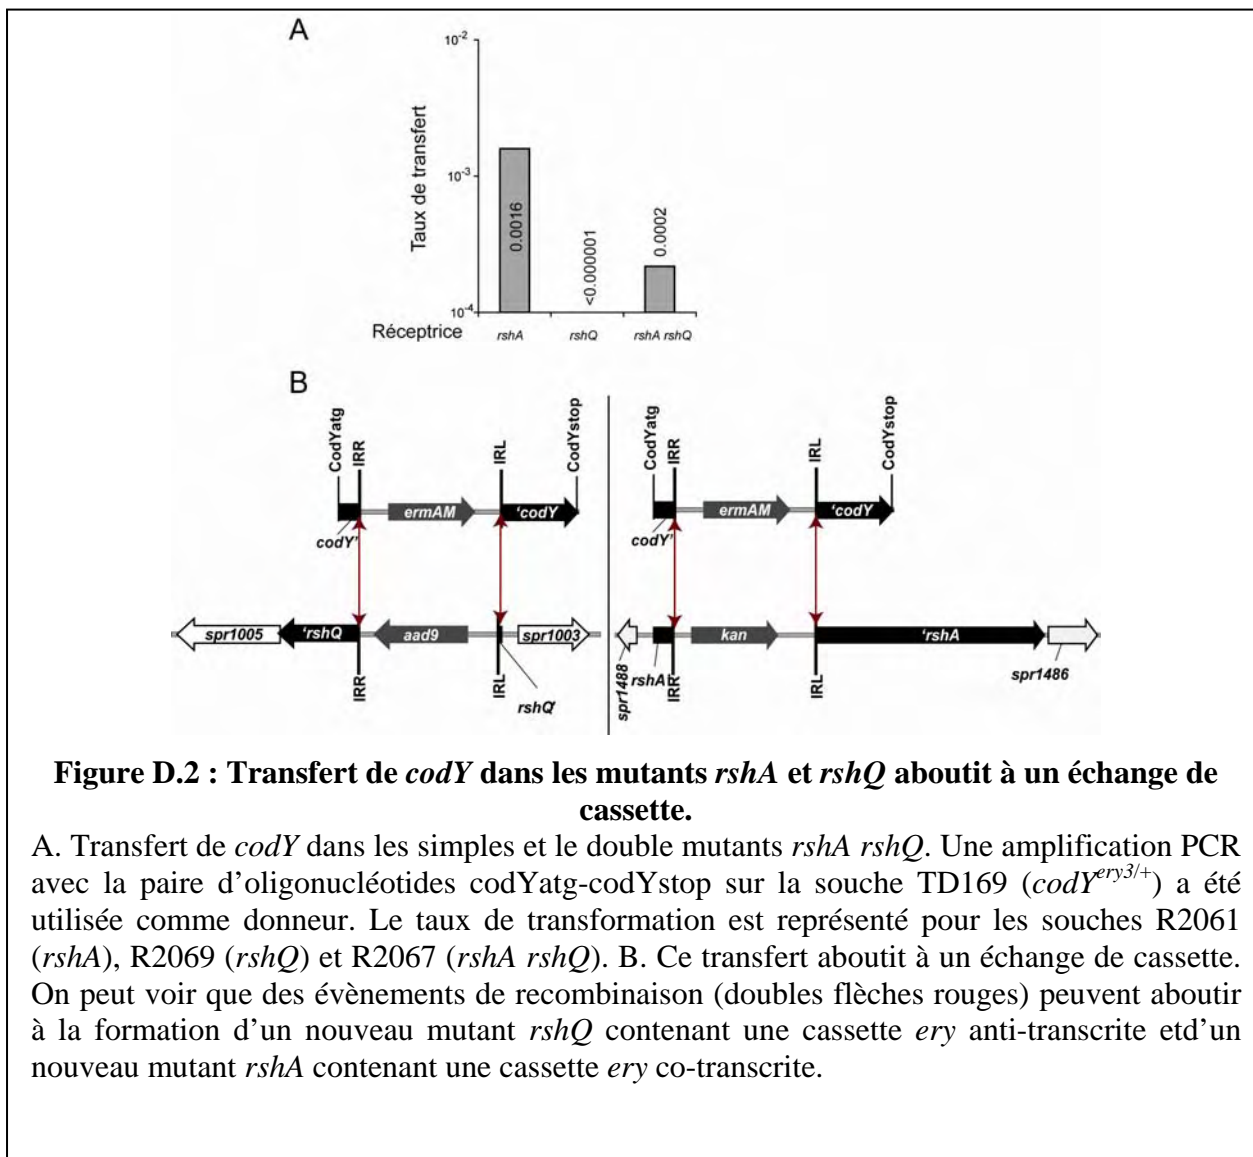 A
10-2
10-3
10-4
Taux de transfert
0.0016
<0.000001
0.0002
Réceptrice
rshA
rshQ
rshA rshQ
B
CodYatg
IRR
IRL
CodYstop
ermAM
'codY
codY'
spr1005
'rshQ
aad9
spr1003
IRR
IRL
rshQ'
CodYatg
IRR
IRL
CodYstop
ermAM
'codY
codY'
kan
'rshA
spr1488
rshA'
IRR
IRL
spr1486
Figure D.2 : Transfert de codY dans les mutants rshA et rshQ aboutit à un échange de
cassette.
A. Transfert de codY dans les simples et le double mutants rshA rshQ. Une amplification PCR
avec la paire d'oligonucléotides codYatg-codYstop sur la souche TD169 (codYery3/+) a été
utilisée comme donneur. Le taux de transformation est représenté pour les souches R2061
(rshA), R2069 (rshQ) et R2067 (rshA rshQ). B. Ce transfert aboutit à un échange de cassette.
On peut voir que des évènements de recombinaison (doubles flèches rouges) peuvent aboutir
à la formation d'un nouveau mutant rshQ contenant une cassette ery anti-transcrite etd'un
nouveau mutant rshA contenant une cassette ery co-transcrite.